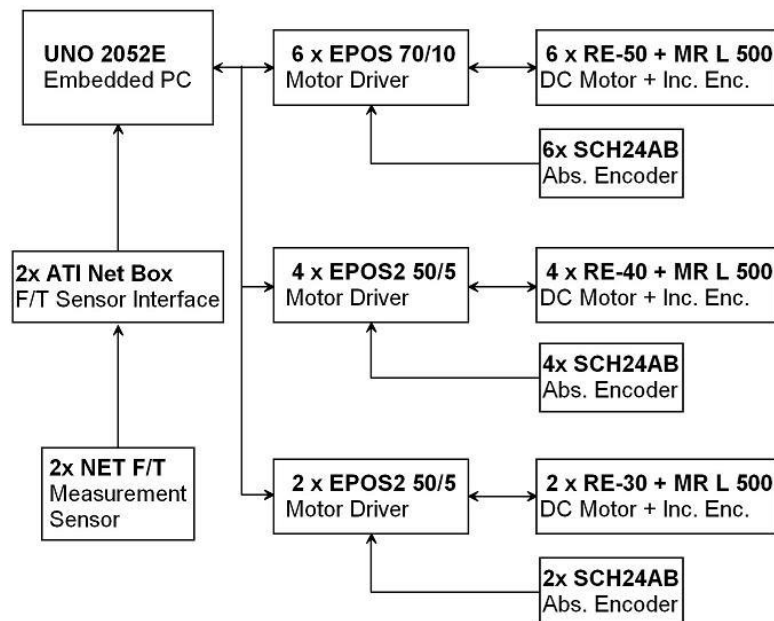 UNO 2052E
Embedded PC
6 x EPOS 70/10
Motor Driver
6 x RE-50 + MR L 500
DC Motor + Inc. Enc.
6x SCH24AB
Abs. Encoder
2x ATI Net Box
F/T Sensor Interface
4 x EPOS2 50/5
Motor Driver
4 x RE-40 + MR L 500
DC Motor + Inc. Enc.
4x SCH24AB
Abs. Encoder
2x NET F/T
Measurement
Sensor
2 x EPOS2 50/5
Motor Driver
2 x RE-30 + MR L 500
DC Motor + Inc. Enc.
2x SCH24AB
Abs. Encoder